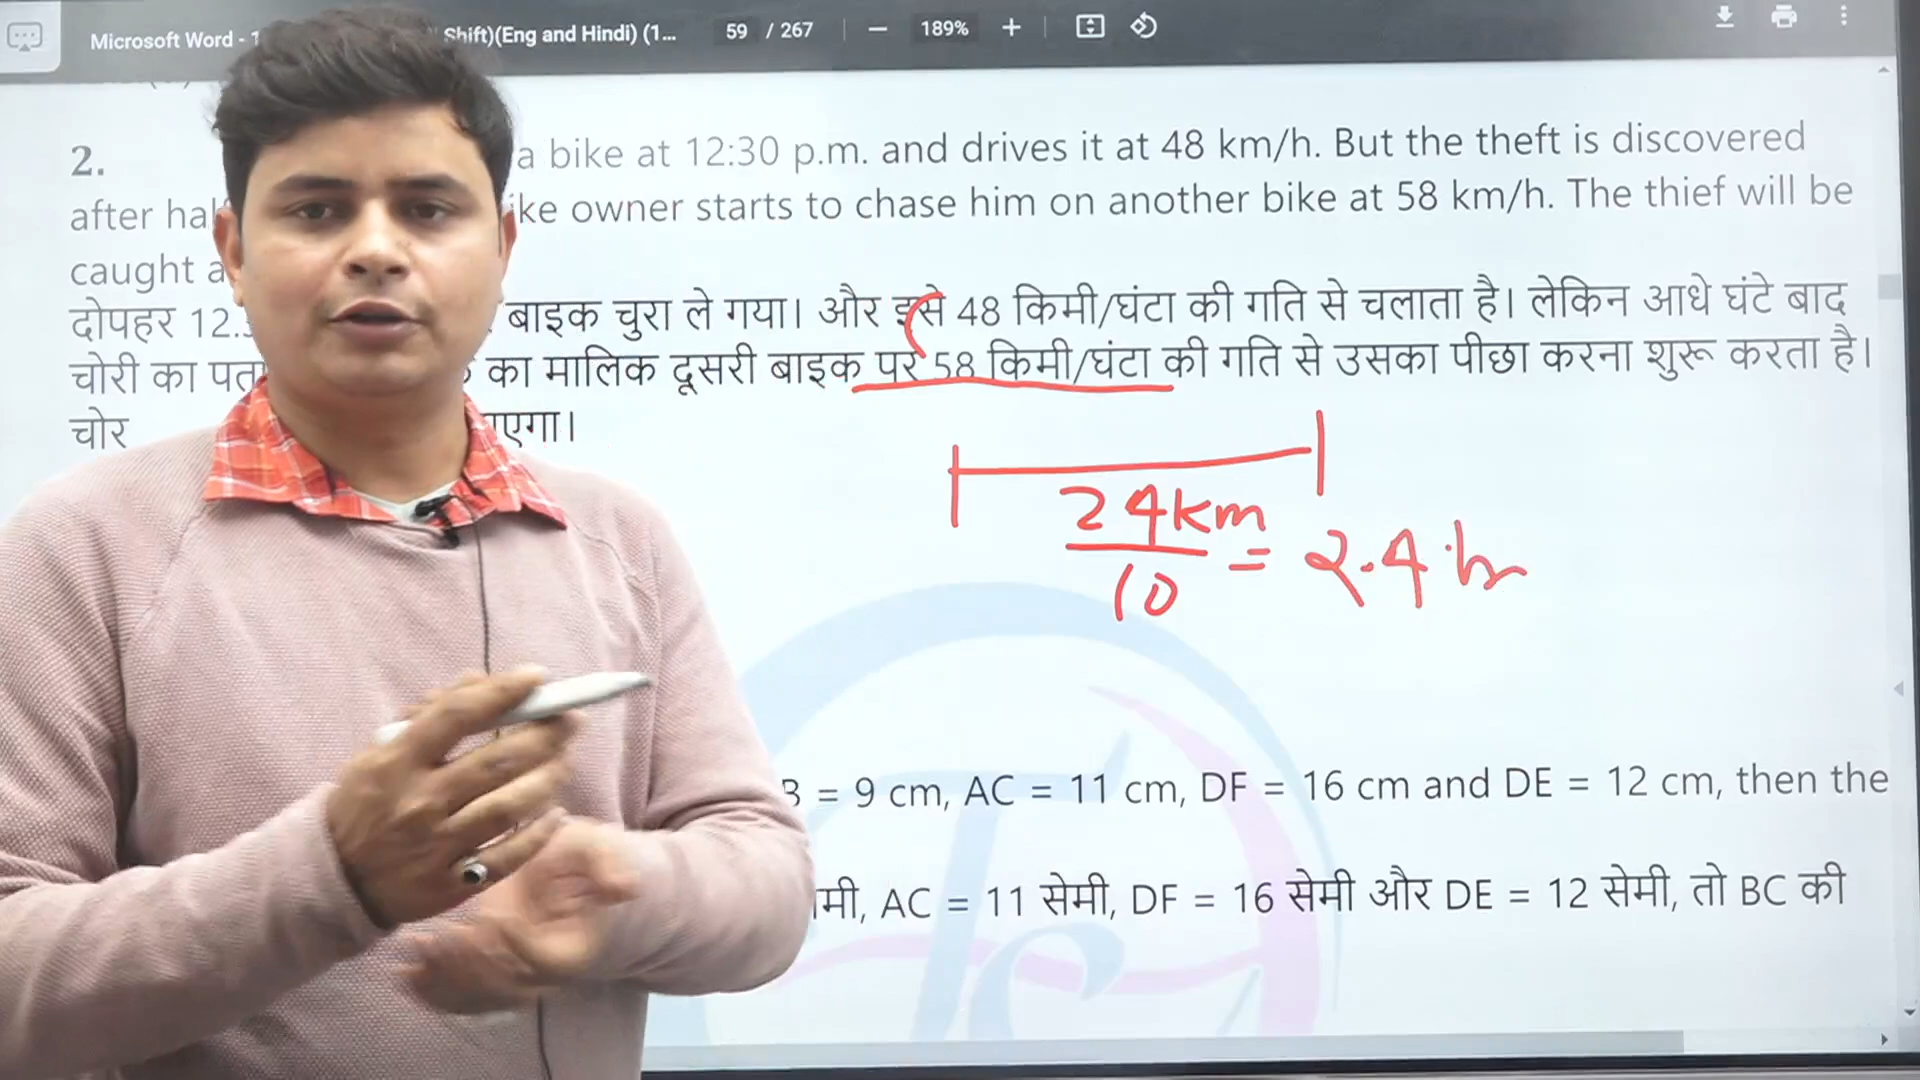 Microsoft Word - 1 Shift)(Eng and Hindi) (1... 59 / 267 189%
2. a bike at 12:30 p.m. and drives it at 48 km/h. But the theft is discovered
after ike owner starts to chase him on another bike at 58 km/h. The thief will be
caught a
दोपहर 12. बाइक चुरा ले गया। और इसे 48 किमी/घंटा की गति से चलाता है। लेकिन आधे घंटे बाद
चोरी का का मालिक दूसरी बाइक पर 58 किमी/घंटा की गति से उसका पीछा करना शुरू करता है।
चोर
24km
10
= 2.4 hr
= 9 cm, AC = 11 cm, DF = 16 cm and DE = 12 cm, then the
AC = 11 सेमी, DF = 16 सेमी और DE = 12 सेमी, तो BC की